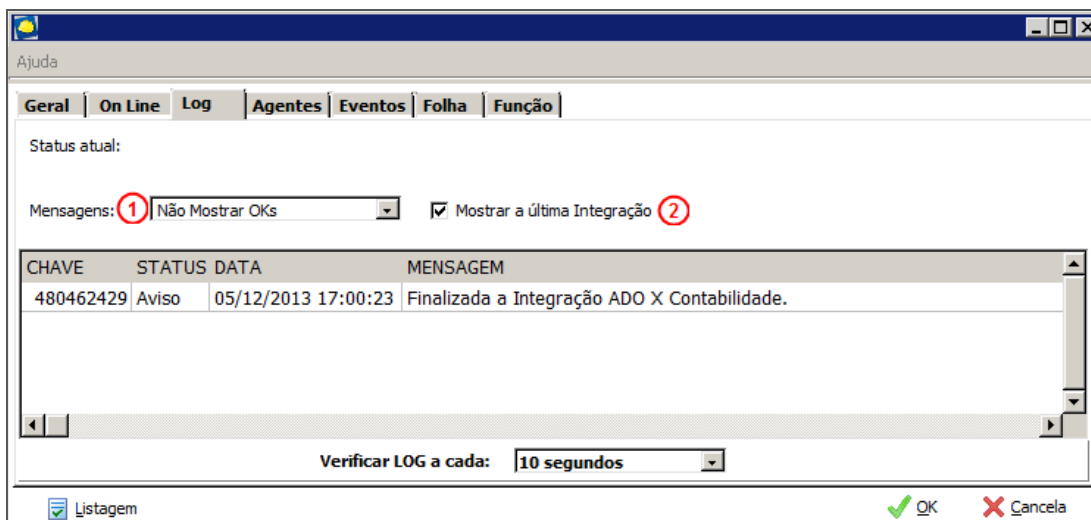 Ajuda
Geral On Line Log Agentes Eventos Folha Função
Status atual:
Mensagens: 1 Não Mostrar OKs Mostrar a última Integração 2
CHAVE STATUS DATA MENSAGEM
480462429 Aviso 05/12/2013 17:00:23 Finalizada a Integração ADO X Contabilidade.
Verificar LOG a cada: 10 segundos
Listagem OK Cancela